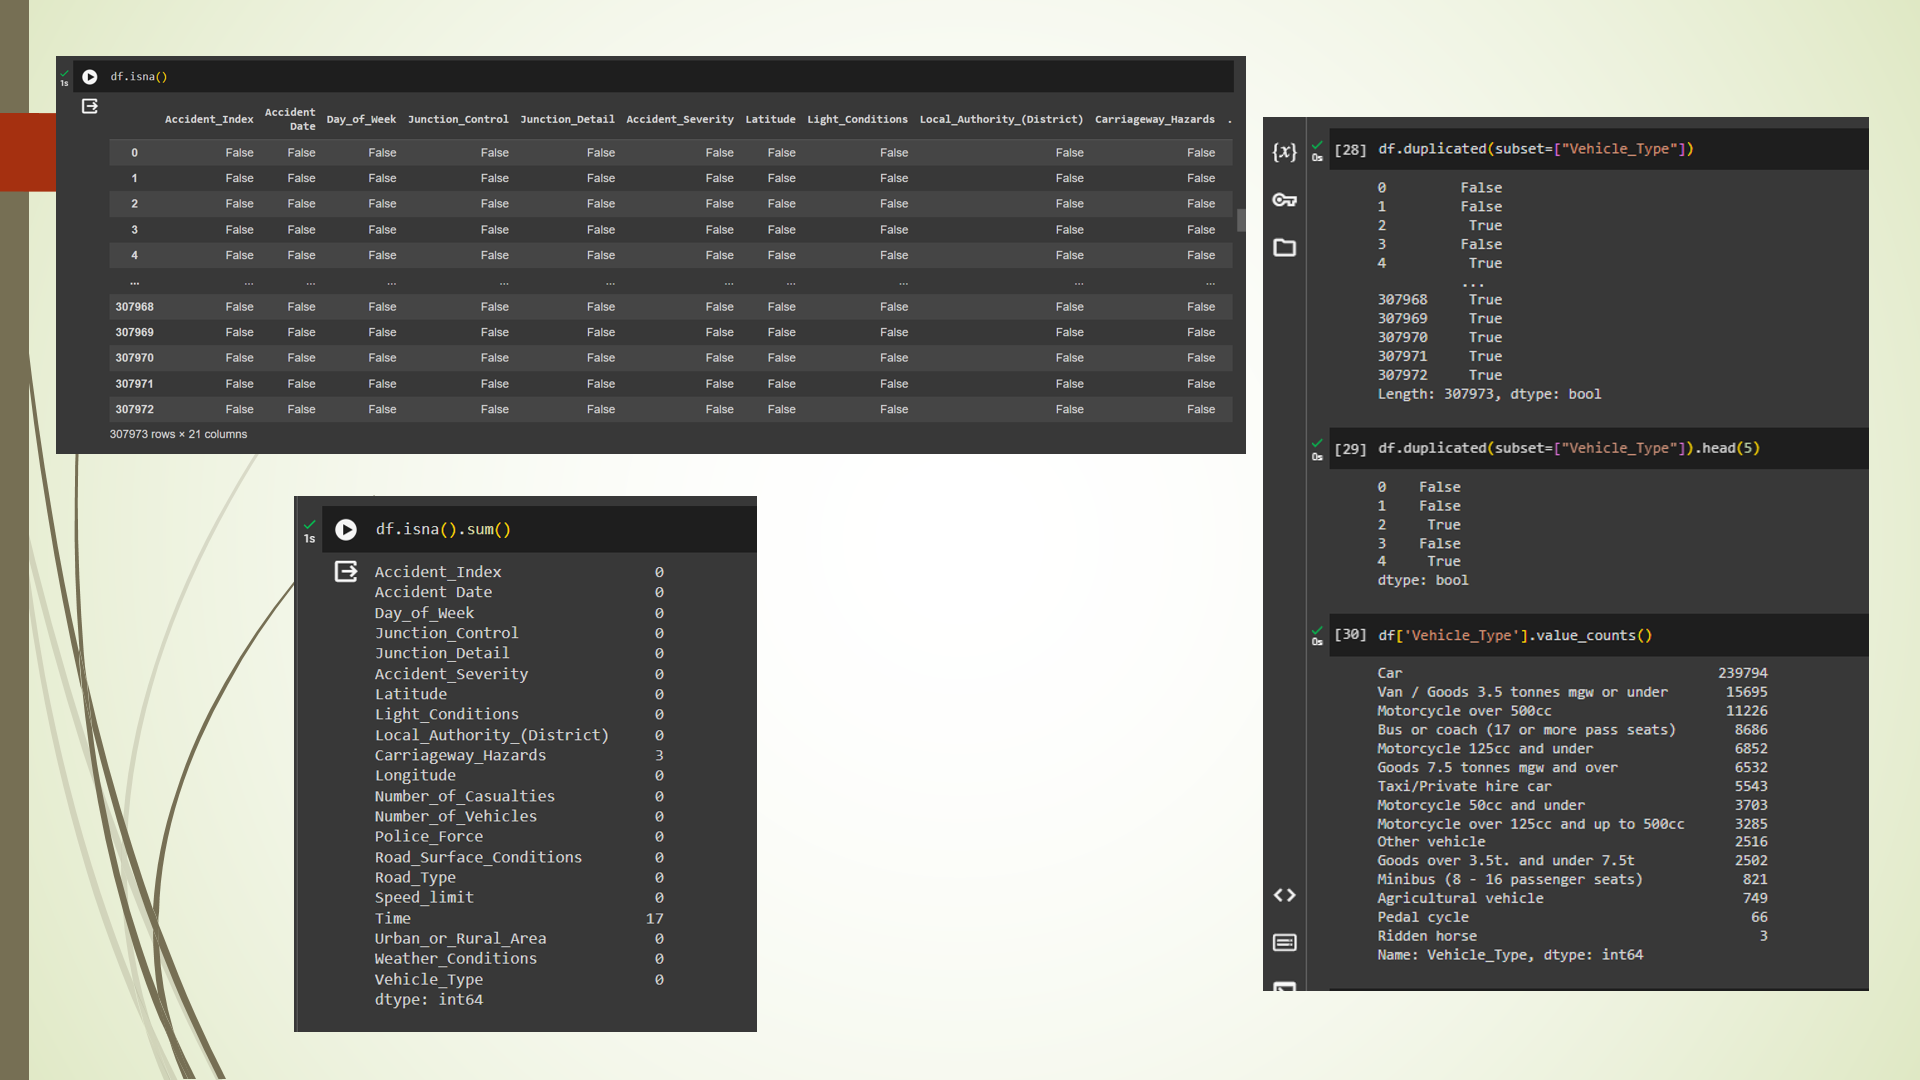 1s
df.isna()
Accident_Index Accident Date Day_of_Week Junction_Control Junction_Detail Accident_Severity Latitude Light_Conditions Local_Authority_(District) Carriageway_Hazards .
0 False False False False False False False False False False
1 False False False False False False False False False False
2 False False False False False False False False False False
3 False False False False False False False False False False
4 False False False False False False False False False False
... ... ... ... ... ... ... ... ... ... ...
307968 False False False False False False False False False False
307969 False False False False False False False False False False
307970 False False False False False False False False False False
307971 False False False False False False False False False False
307972 False False False False False False False False False False
307973 rows × 21 columns
1s
df.isna().sum()
Accident_Index 0
Accident Date 0
Day_of_Week 0
Junction_Control 0
Junction_Detail 0
Accident_Severity 0
Latitude 0
Light_Conditions 0
Local_Authority_(District) 0
Carriageway_Hazards 3
Longitude 0
Number_of_Casualties 0
Number_of_Vehicles 0
Police_Force 0
Road_Surface_Conditions 0
Road_Type 0
Speed_limit 0
Time 17
Urban_or_Rural_Area 0
Weather_Conditions 0
Vehicle_Type 0
dtype: int64
{x}
0s
[28] df.duplicated(subset=["Vehicle_Type"])
0 False
1 False
2 True
3 False
4 True
...
307968 True
307969 True
307970 True
307971 True
307972 True
Length: 307973, dtype: bool
0s
[29] df.duplicated(subset=["Vehicle_Type"]).head(5)
0 False
1 False
2 True
3 False
4 True
dtype: bool
0s
[30] df['Vehicle_Type'].value_counts()
Car 239794
Van / Goods 3.5 tonnes mgw or under 15695
Motorcycle over 500cc 11226
Bus or coach (17 or more pass seats) 8686
Motorcycle 125cc and under 6852
Goods 7.5 tonnes mgw and over 6532
Taxi/Private hire car 5543
Motorcycle 50cc and under 3703
Motorcycle over 125cc and up to 500cc 3285
Other vehicle 2516
Goods over 3.5t. and under 7.5t 2502
Minibus (8 - 16 passenger seats) 821
Agricultural vehicle 749
Pedal cycle 66
Ridden horse 3
Name: Vehicle_Type, dtype: int64